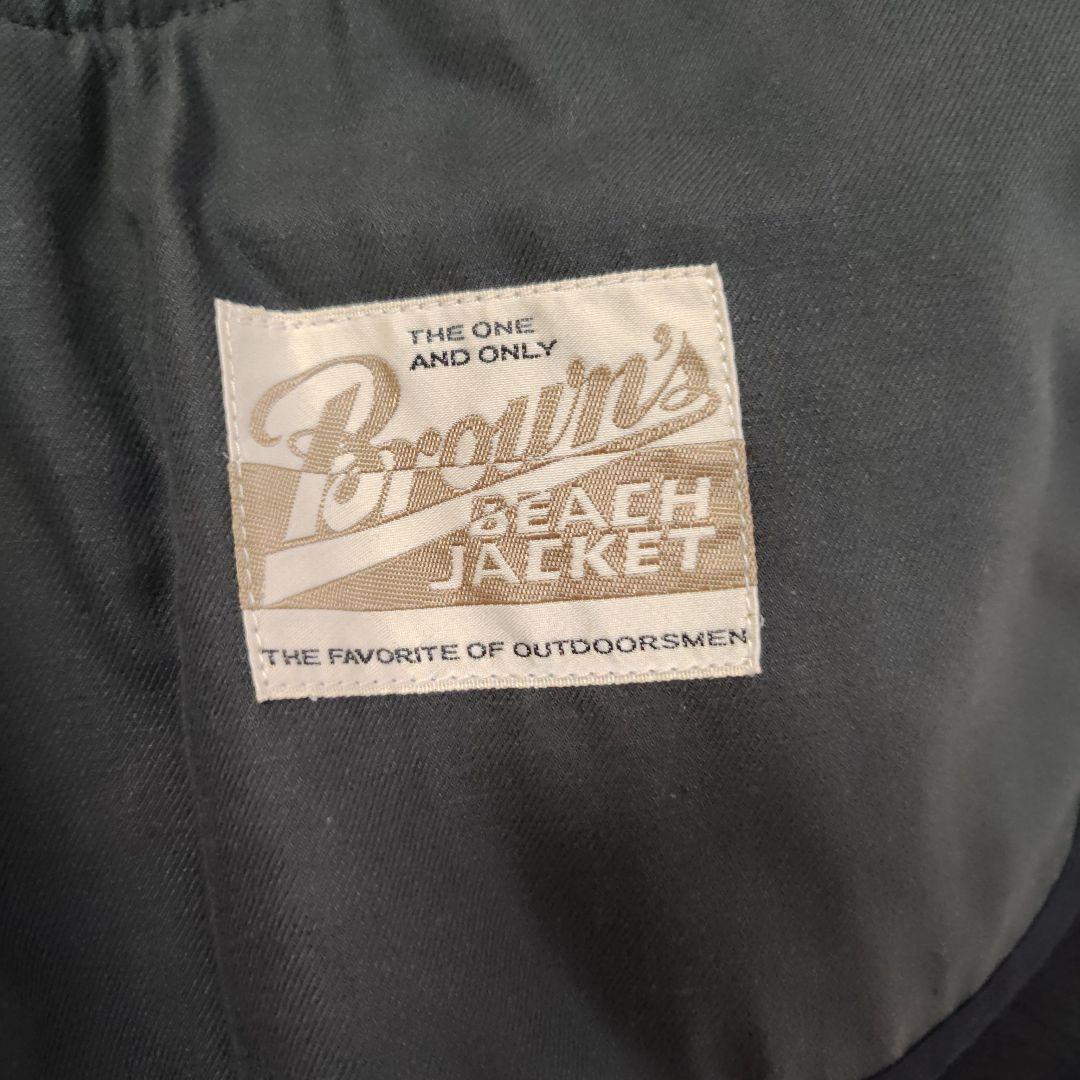 THE ONE
AND ONLY
Brown's
BEACH
JACKET
THE FAVORITE OF OUTDOORSMEN